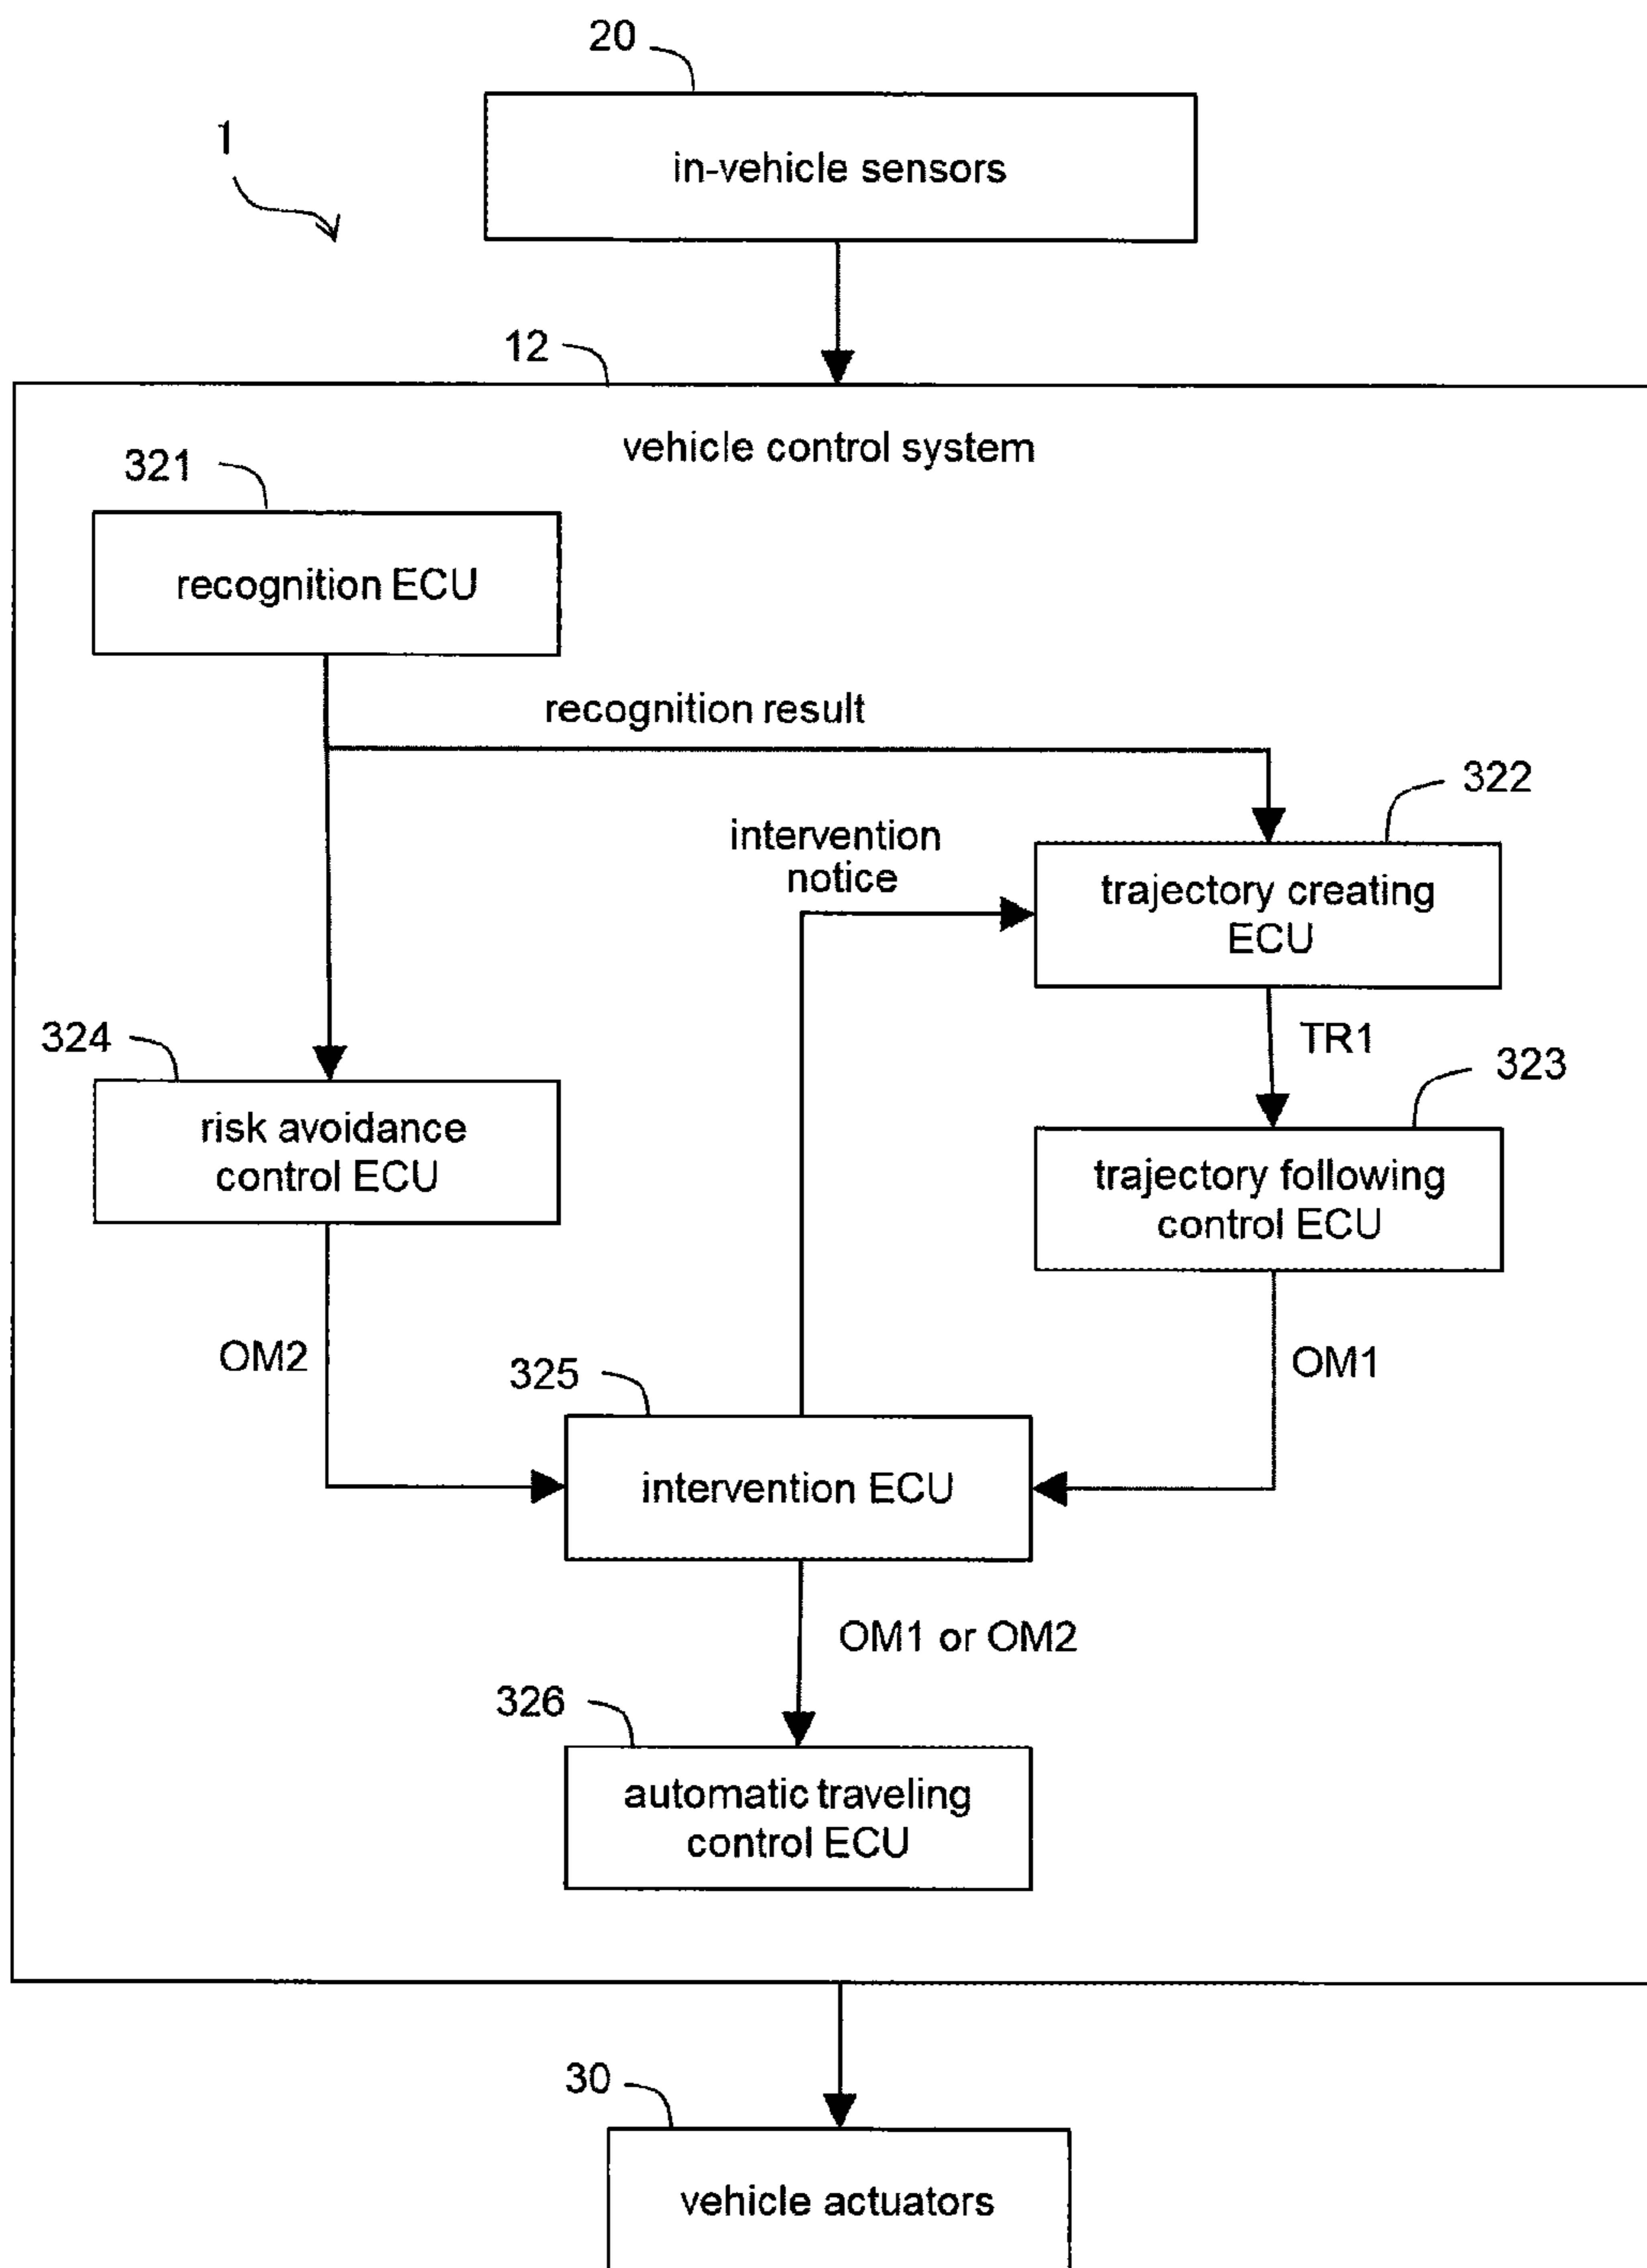 20
1
in-vehicle sensors
12
vehicle control system
321
recognition ECU
recognition result
322
intervention
notice
trajectory creating
ECU
TR1
324
323
risk avoidance
control ECU
trajectory following
control ECU
OM2
OM1
325
intervention ECU
OM1 or OM2
326
automatic traveling
control ECU
30
vehicle actuators